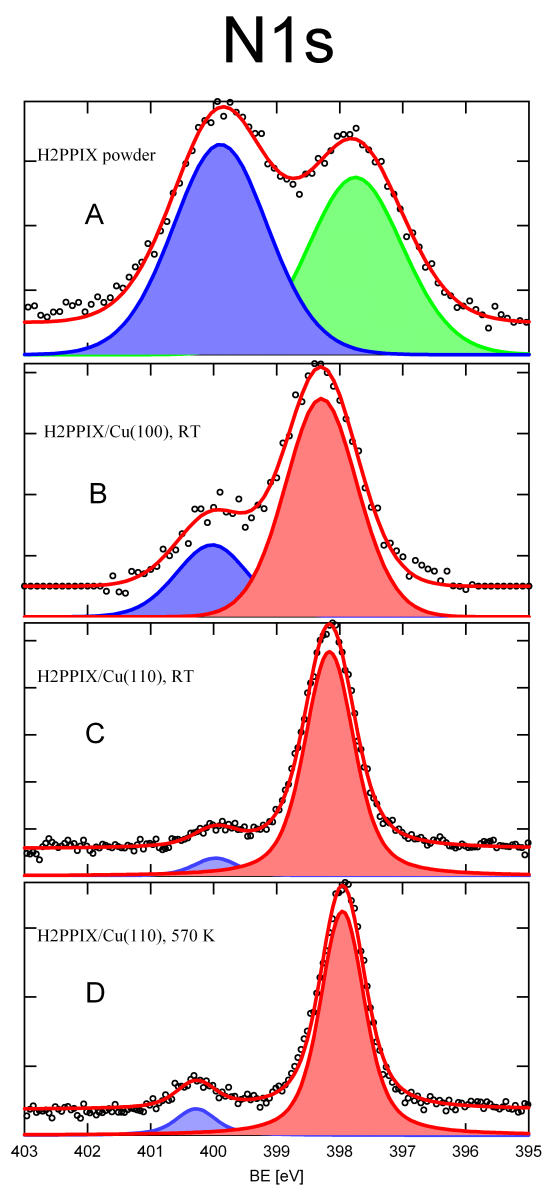 N1s
H2PPIX powder
A
H2PPIX/Cu(100), RT
B
H2PPIX/Cu(110), RT
C
H2PPIX/Cu(110), 570 K
D
403 402 401 400 399 398 397 396 395
BE [eV]